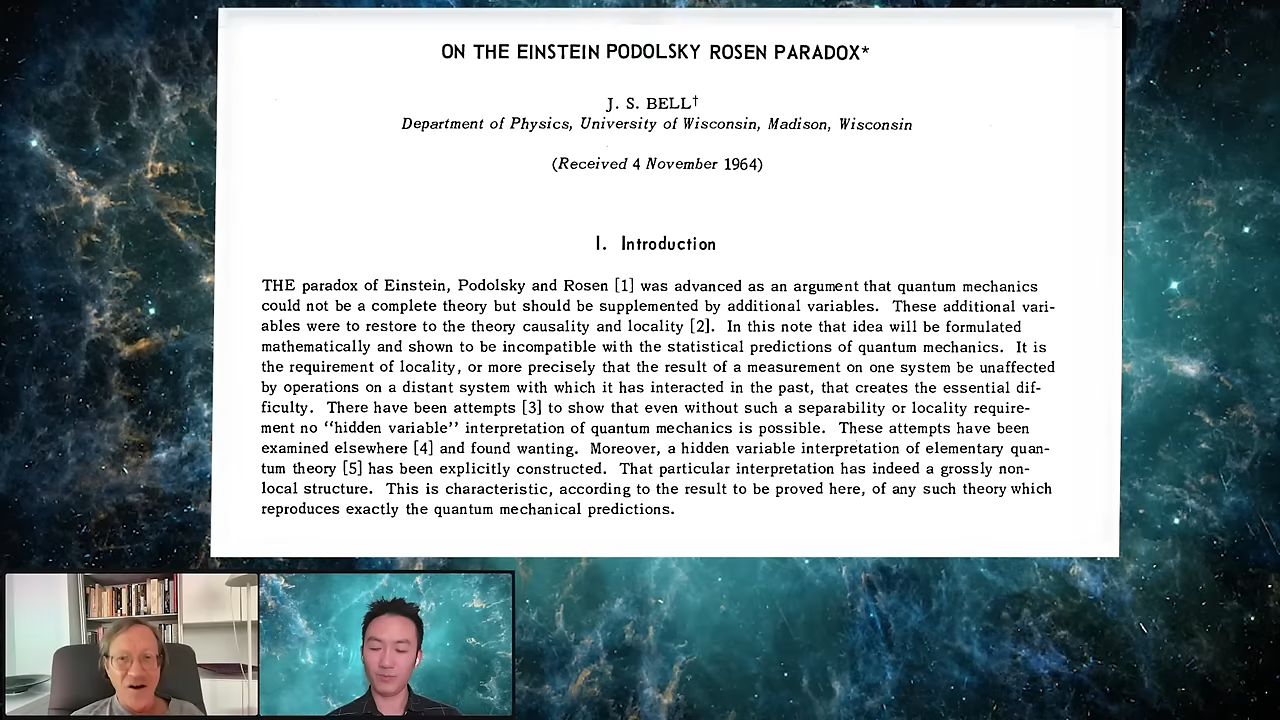 ON THE EINSTEIN PODOLSKY ROSEN PARADOX*
J. S. BELL†
Department of Physics, University of Wisconsin, Madison, Wisconsin
(Received 4 November 1964)
I. Introduction
THE paradox of Einstein, Podolsky and Rosen [1] was advanced as an argument that quantum mechanics
could not be a complete theory but should be supplemented by additional variables. These additional vari-
ables were to restore to the theory causality and locality [2]. In this note that idea will be formulated
mathematically and shown to be incompatible with the statistical predictions of quantum mechanics. It is
the requirement of locality, or more precisely that the result of a measurement on one system be unaffected
by operations on a distant system with which it has interacted in the past, that creates the essential dif-
ficulty. There have been attempts [3] to show that even without such a separability or locality require-
ment no ‘‘hidden variable’’ interpretation of quantum mechanics is possible. These attempts have been
examined elsewhere [4] and found wanting. Moreover, a hidden variable interpretation of elementary quan-
tum theory [5] has been explicitly constructed. That particular interpretation has indeed a grossly non-
local structure. This is characteristic, according to the result to be proved here, of any such theory which
reproduces exactly the quantum mechanical predictions.